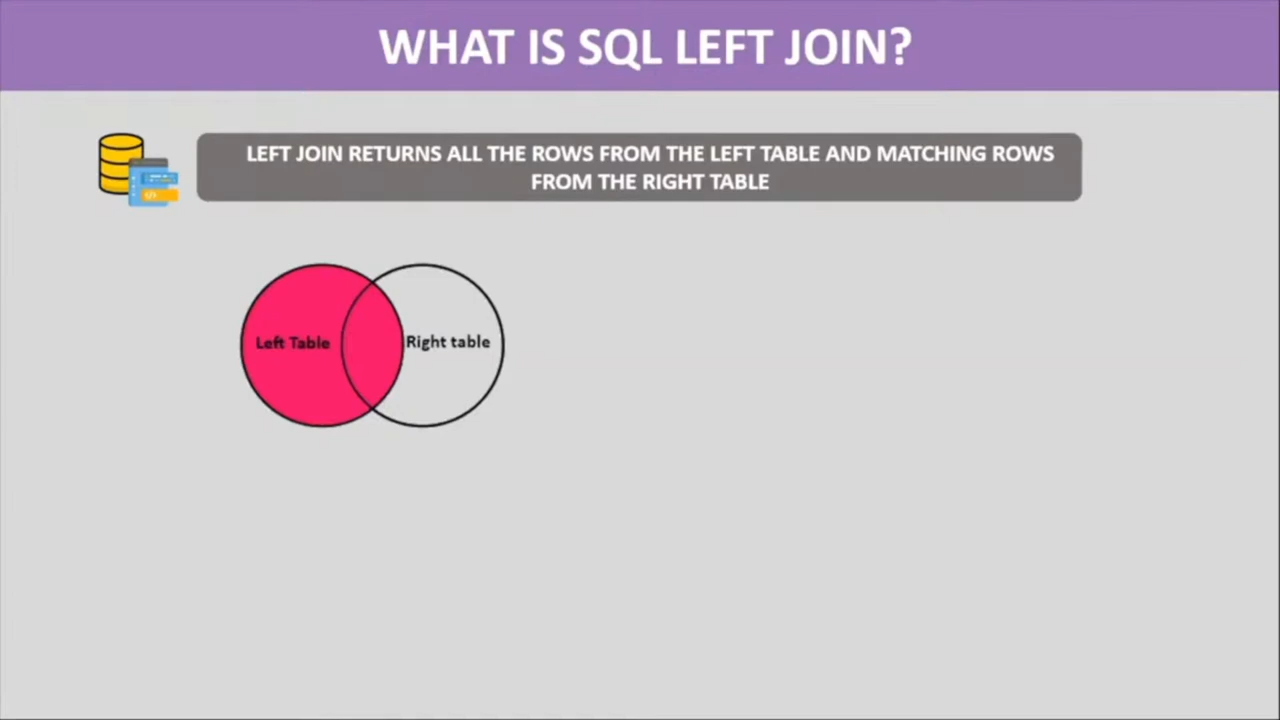 WHAT IS SQL LEFT JOIN?
LEFT JOIN RETURNS ALL THE ROWS FROM THE LEFT TABLE AND MATCHING ROWS
FROM THE RIGHT TABLE
Left Table
Right table